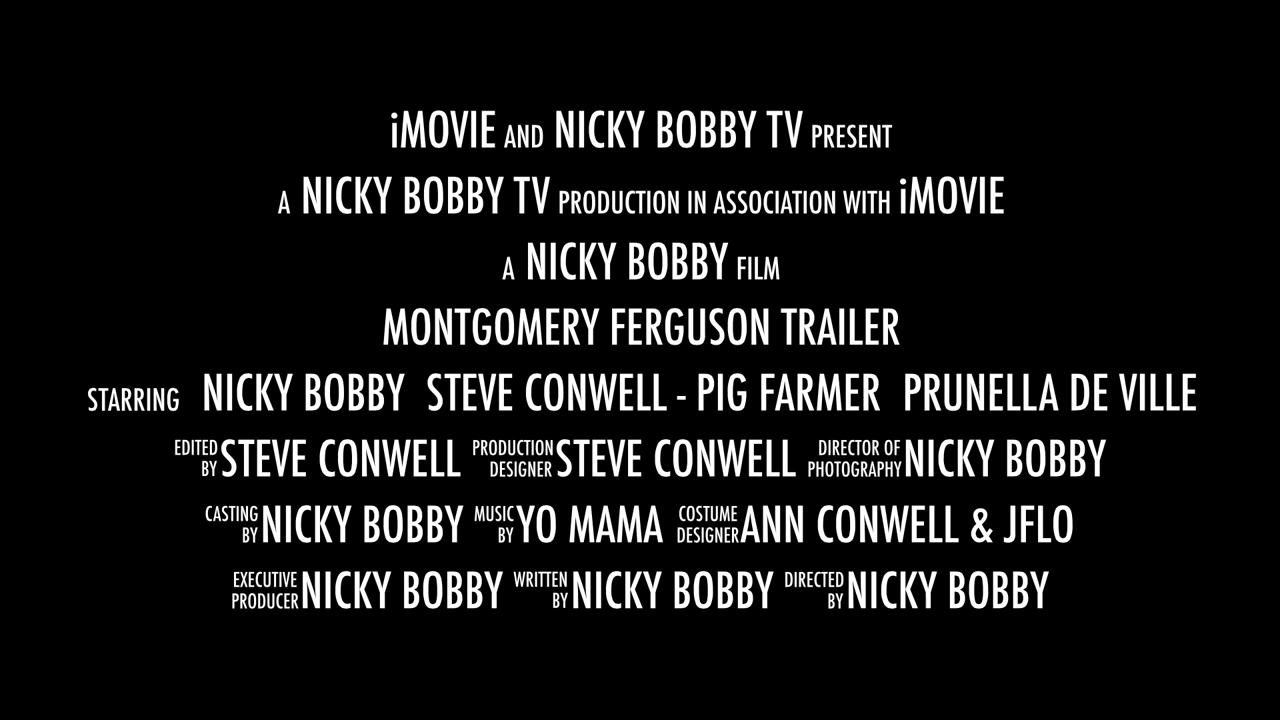 iMOVIE AND NICKY BOBBY TV PRESENT
A NICKY BOBBY TV PRODUCTION IN ASSOCIATION WITH iMOVIE
A NICKY BOBBY FILM
MONTGOMERY FERGUSON TRAILER
STARRING NICKY BOBBY STEVE CONWELL - PIG FARMER PRUNELLA DE VILLE
EDITED BY STEVE CONWELL PRODUCTION DESIGNER STEVE CONWELL DIRECTOR OF PHOTOGRAPHY NICKY BOBBY
CASTING BY NICKY BOBBY MUSIC BY YO MAMA COSTUME DESIGNER ANN CONWELL & JFLO
EXECUTIVE PRODUCER NICKY BOBBY WRITTEN BY NICKY BOBBY DIRECTED BY NICKY BOBBY